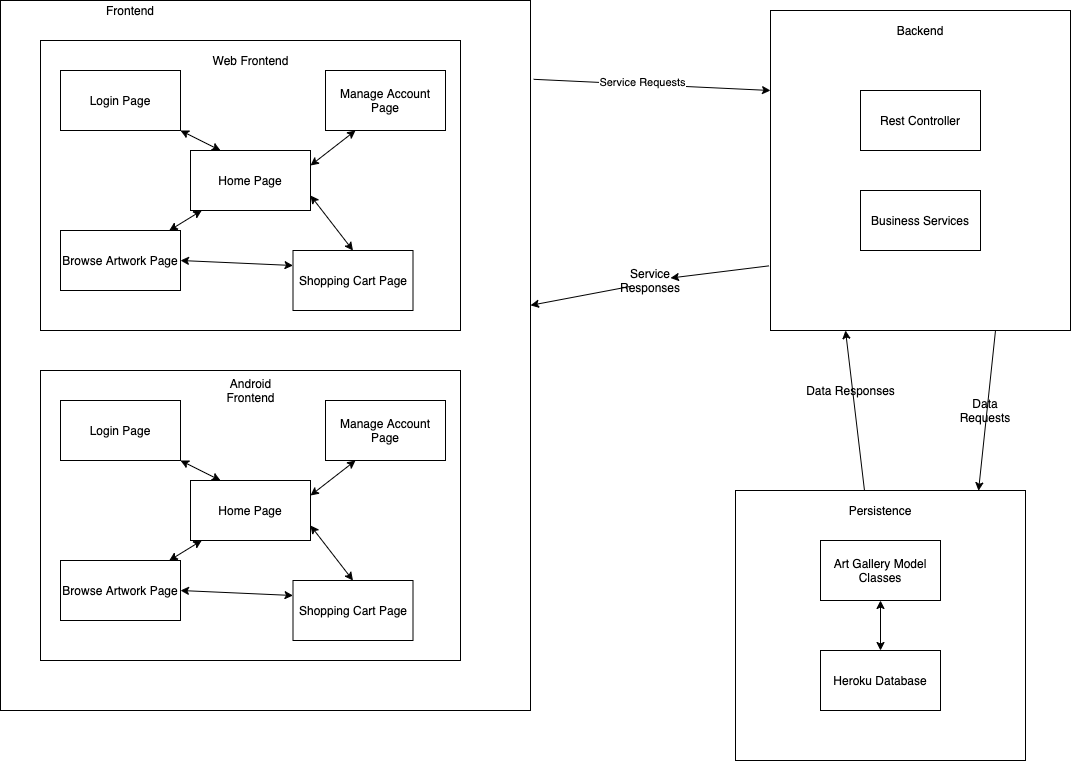 Frontend
Web Frontend
Login Page
Manage Account
Page
Home Page
Browse Artwork Page
Shopping Cart Page
Android
Frontend
Login Page
Manage Account
Page
Home Page
Browse Artwork Page
Shopping Cart Page
Service Requests
Service
Responses
Backend
Rest Controller
Business Services
Data Responses
Data
Requests
Persistence
Art Gallery Model
Classes
Heroku Database